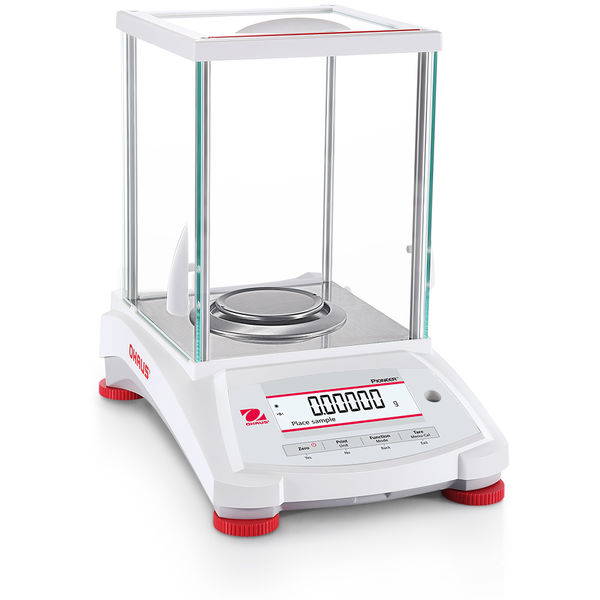 OHAUS
PIONEER
0.00000 g
Place sample
OHAUS
Zero Print Function Tare
Unit Mode Menu-Cal
Yes No Back Exit